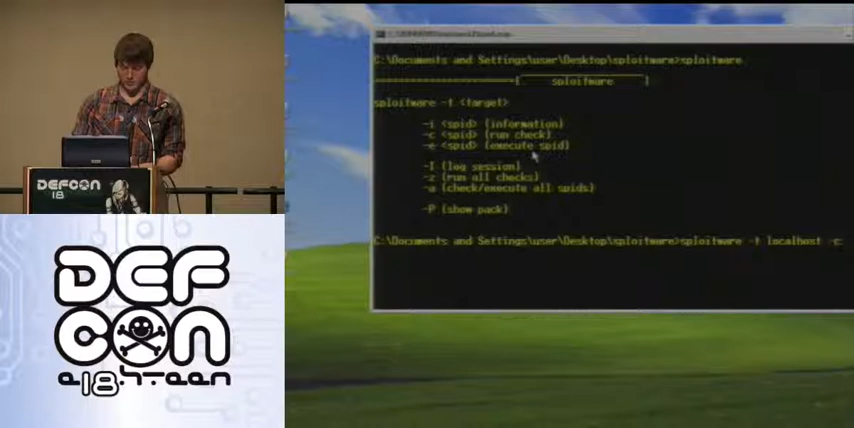 DEFCON
18
DEF
CON
e18.hteen
C:\Documents and Settings\user\Desktop\sploitware>sploitware
====================[ sploitware ]
sploitware -t <target>
-i <spid> (information)
-c <spid> (run check)
-e <spid> (execute spid)
-I (log session)
-z (run all checks)
-a (check/execute all spids)
-P (show pack)
C:\Documents and Settings\user\Desktop\sploitware>sploitware -t localhost -c